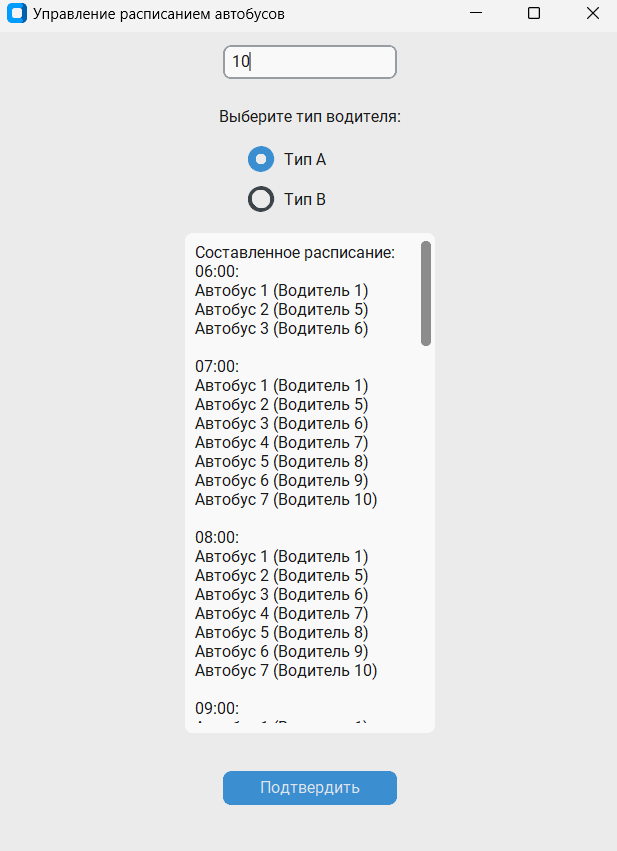 Управление расписанием автобусов
10
Выберите тип водителя:
Тип A
Тип B
Составленное расписание:
06:00:
Автобус 1 (Водитель 1)
Автобус 2 (Водитель 5)
Автобус 3 (Водитель 6)
07:00:
Автобус 1 (Водитель 1)
Автобус 2 (Водитель 5)
Автобус 3 (Водитель 6)
Автобус 4 (Водитель 7)
Автобус 5 (Водитель 8)
Автобус 6 (Водитель 9)
Автобус 7 (Водитель 10)
08:00:
Автобус 1 (Водитель 1)
Автобус 2 (Водитель 5)
Автобус 3 (Водитель 6)
Автобус 4 (Водитель 7)
Автобус 5 (Водитель 8)
Автобус 6 (Водитель 9)
Автобус 7 (Водитель 10)
09:00:
Подтвердить